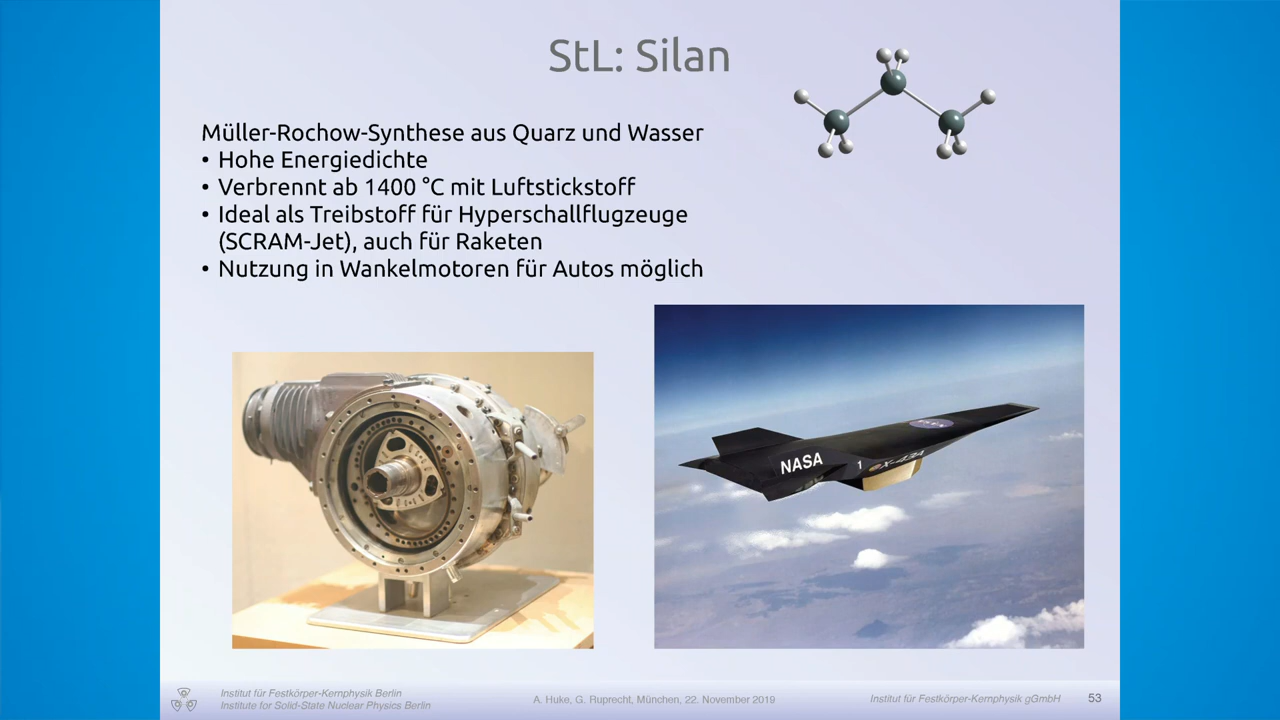 StL: Silan
Müller-Rochow-Synthese aus Quarz und Wasser
• Hohe Energiedichte
• Verbrennt ab 1400 °C mit Luftstickstoff
• Ideal als Treibstoff für Hyperschallflugzeuge
(SCRAM-Jet), auch für Raketen
• Nutzung in Wankelmotoren für Autos möglich
NASA
1
X-43A
Institut für Festkörper-Kernphysik Berlin
Institute for Solid-State Nuclear Physics Berlin
A. Huke, G. Ruprecht, München, 22. November 2019
Institut für Festkörper-Kernphysik gGmbH
53